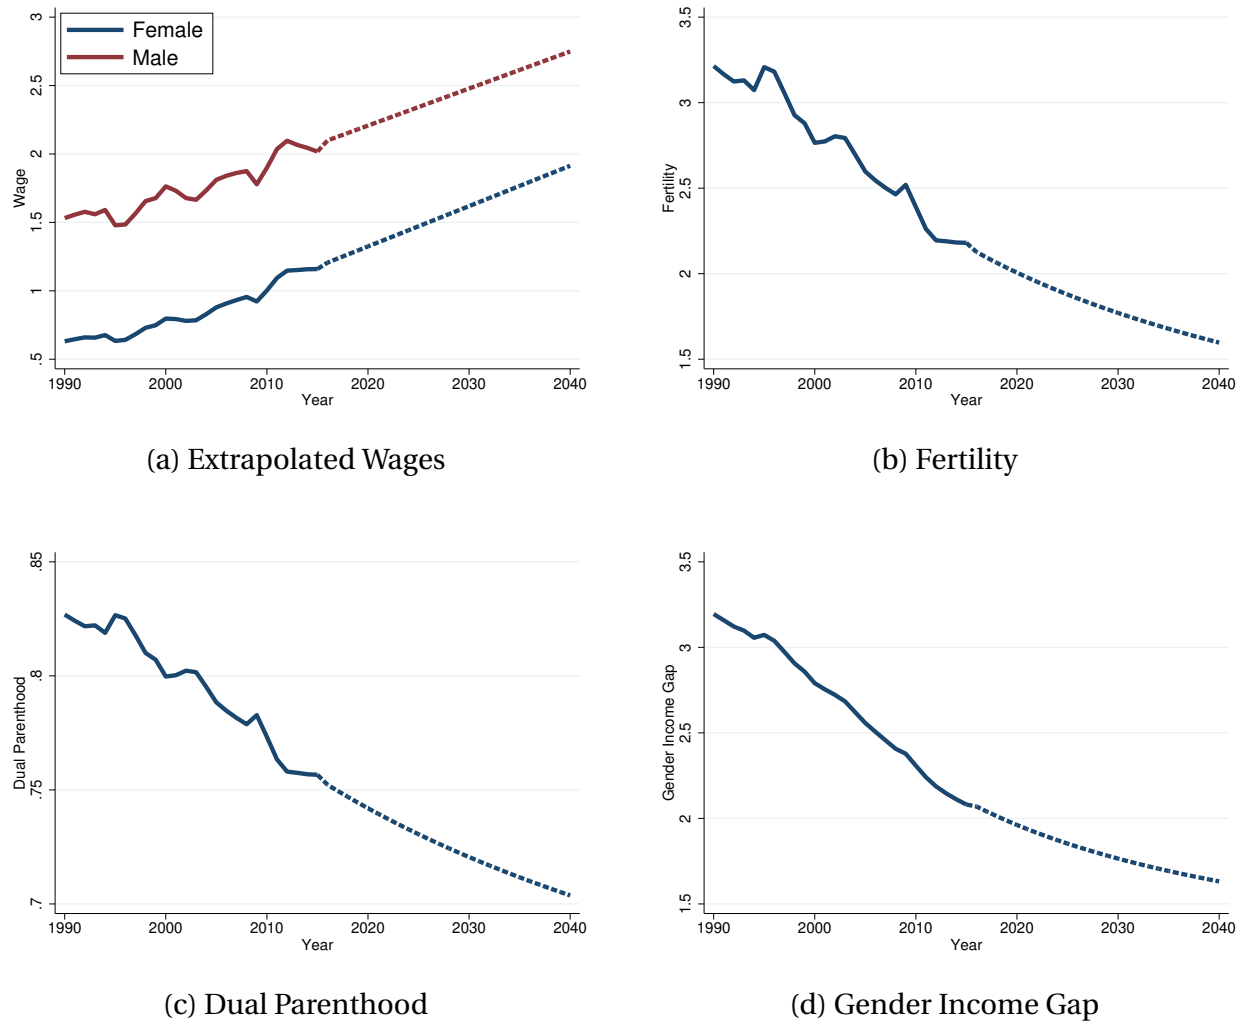 Female
Male
Wage
3
2.5
2
1.5
1
.5
1990 2000 2010 2020 2030 2040
Year
(a) Extrapolated Wages
Fertility
3.5
3
2.5
2
1.5
1990 2000 2010 2020 2030 2040
Year
(b) Fertility
Dual Parenthood
.85
.8
.75
.7
1990 2000 2010 2020 2030 2040
Year
(c) Dual Parenthood
Gender Income Gap
3.5
3
2.5
2
1.5
1990 2000 2010 2020 2030 2040
Year
(d) Gender Income Gap